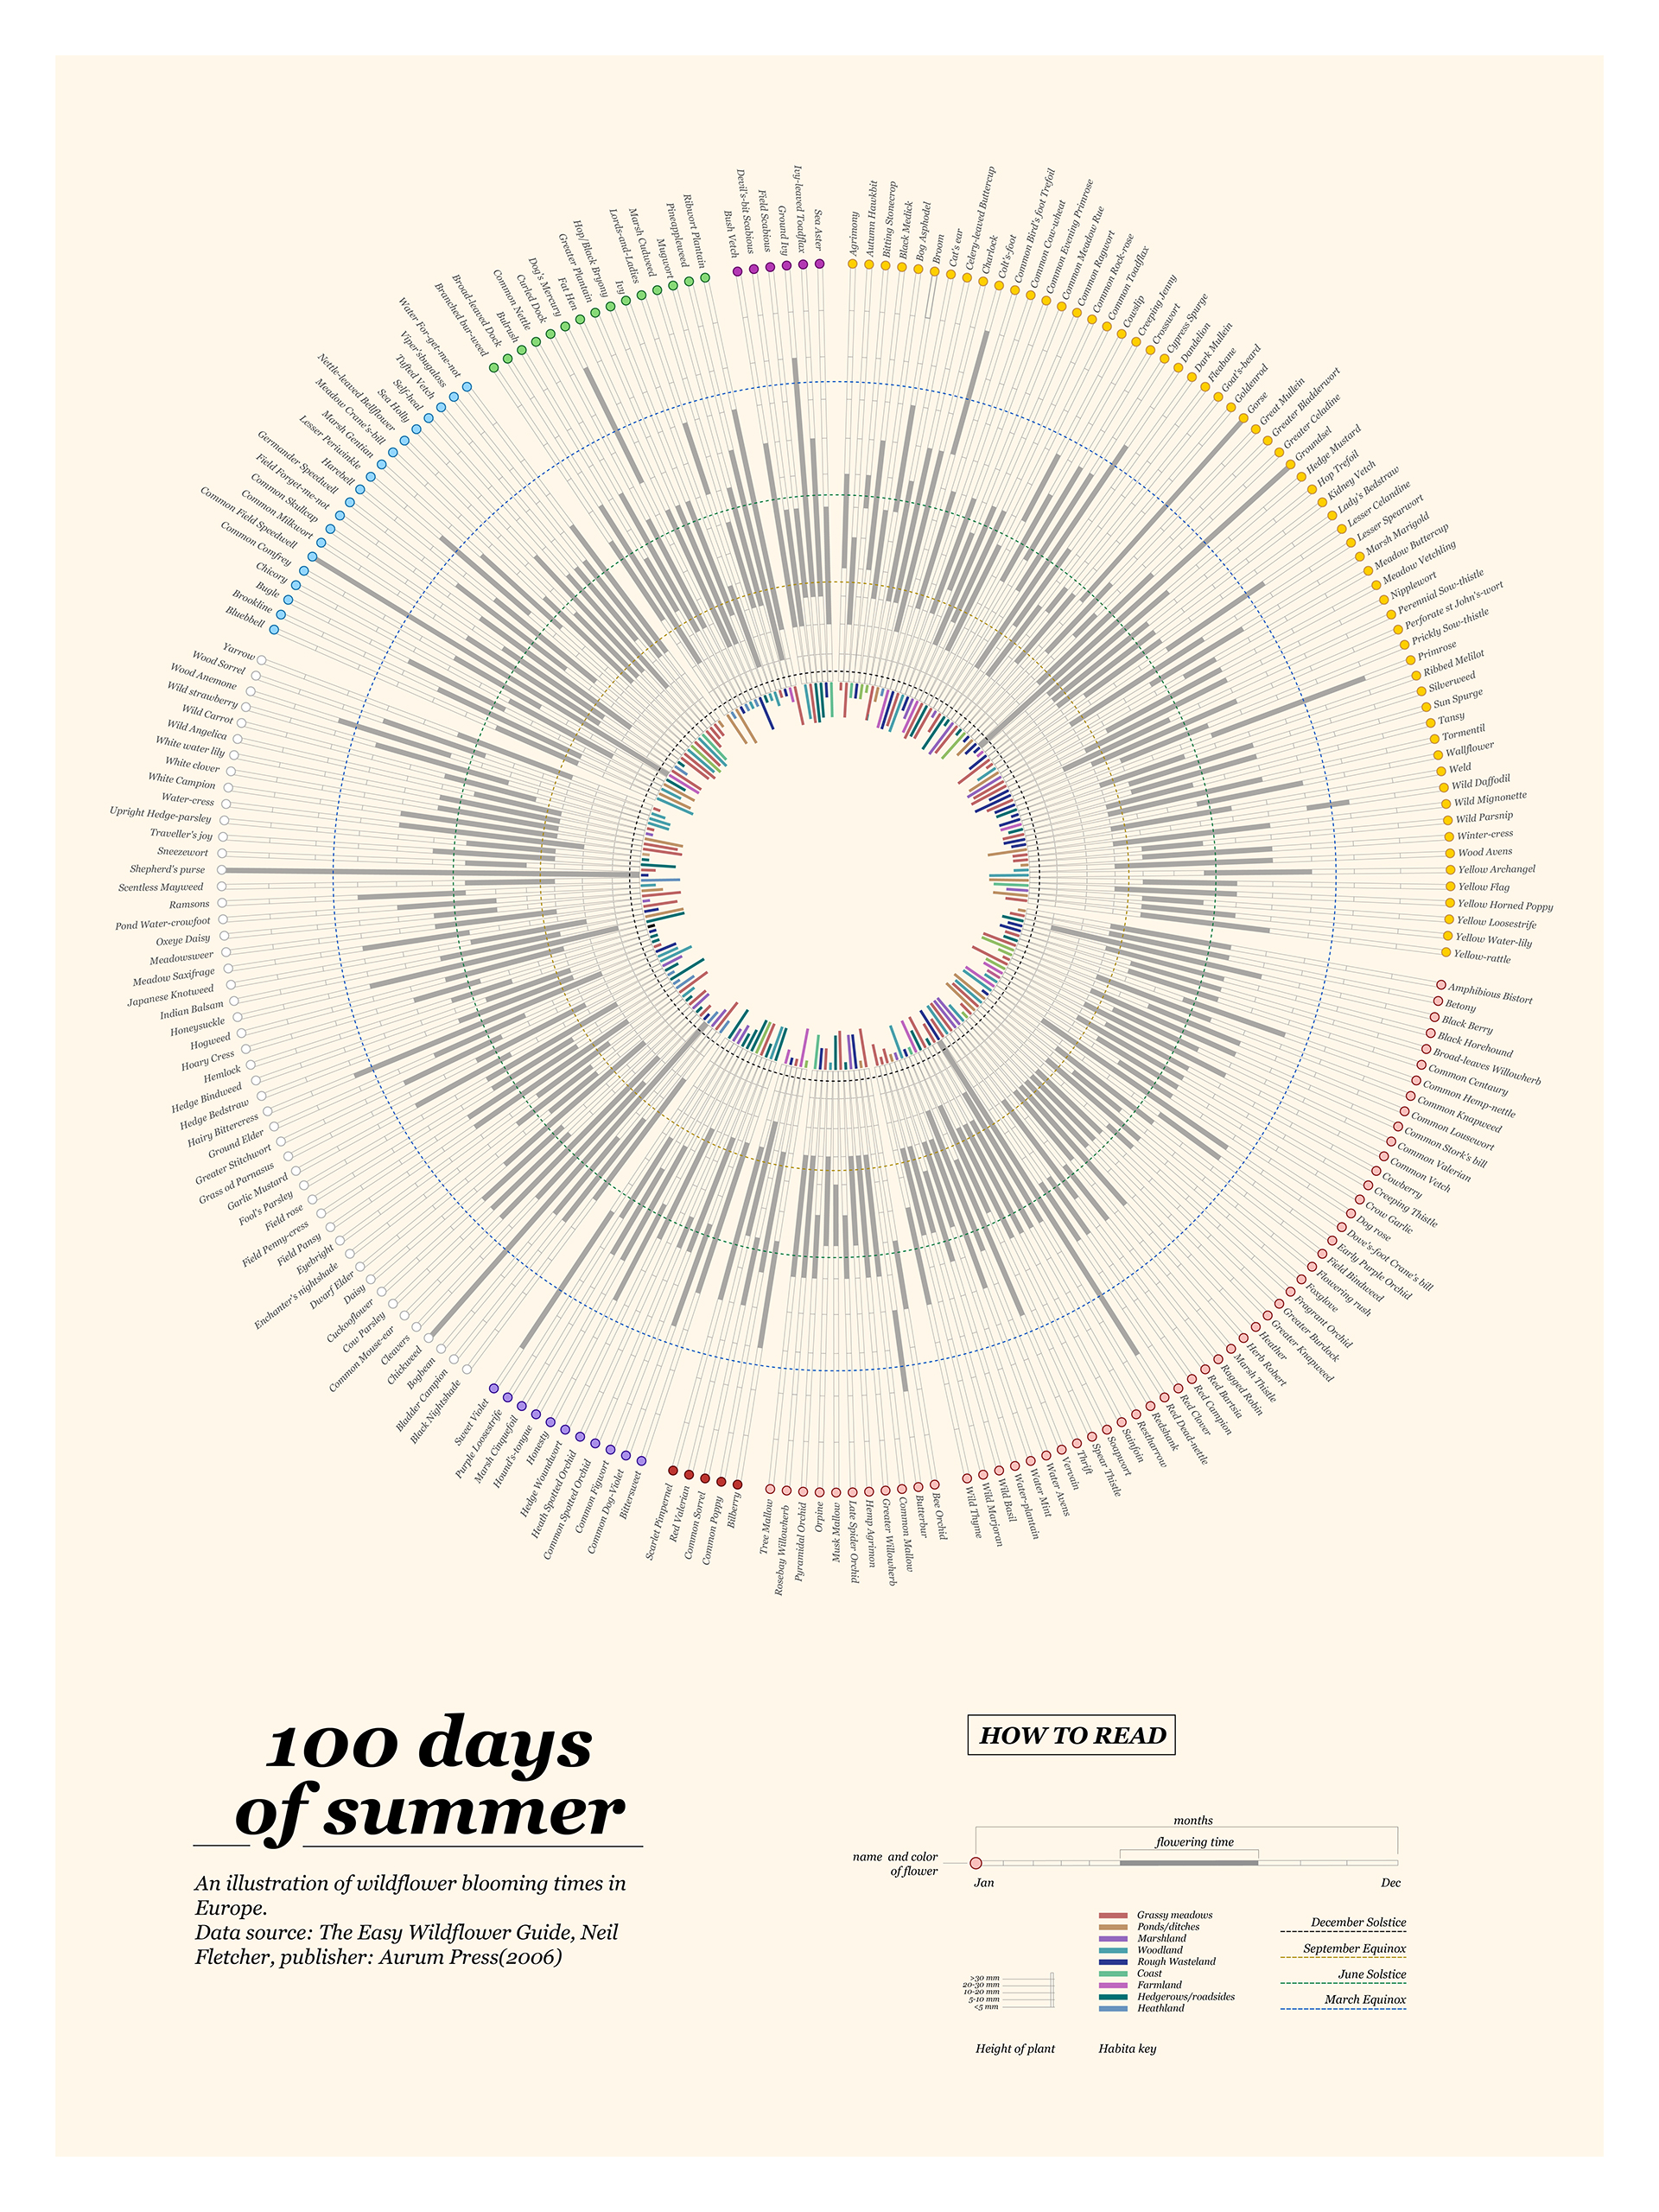 Bush Vetch
Devil's-bit Scabious
Field Scabious
Ground Ivy
Ivy-leaved Toadflax
Sea Aster
Agrimony
Autumn Hawkbit
Bitting Stonecrop
Black Medick
Bog Asphodel
Broom
Cat's ear
Celery-leaved Buttercup
Charlock
Colt's-foot
Common Bird's foot Trefoil
Common Cow-wheat
Common Evening Primrose
Common Meadow Rue
Common Ragwort
Common Rock-rose
Common Toadflax
Cowslip
Creeping Jenny
Crosswort
Cypress Spurge
Dandelion
Dark Mullein
Fleabane
Goat's-beard
Goldenrod
Gorse
Great Mullein
Greater Bladderwort
Greater Celadine
Groundsel
Hedge Mustard
Hop Trefoil
Kidney Vetch
Lady's Bedstraw
Lesser Celandine
Lesser Spearwort
Marsh Marigold
Meadow Buttercup
Meadow Vetchling
Nipplewort
Perennial Sow-thistle
Perforate st John's-wort
Prickly Sow-thistle
Primrose
Ribbed Melilot
Silverweed
Sun Spurge
Tansy
Tormentil
Wallflower
Weld
Wild Daffodil
Wild Mignonette
Wild Parsnip
Winter-cress
Wood Avens
Yellow Archangel
Yellow Flag
Yellow Horned Poppy
Yellow Loosestrife
Yellow Water-lily
Yellow-rattle
Amphibious Bistort
Betony
Black Berry
Black Horehound
Broad-leaves Willowherb
Common Centaury
Common Hemp-nettle
Common Knapweed
Common Lousewort
Common Stork's bill
Common Valerian
Common Vetch
Cowberry
Creeping Thistle
Crow Garlic
Dog rose
Dove's-foot Crane's bill
Early Purple Orchid
Field Bindweed
Flowering rush
Foxglove
Fragrant Orchid
Greater Burdock
Greater Knapweed
Heather
Herb Robert
Marsh Thistle
Ragged Robin
Red Bartsia
Red Campion
Red Clover
Red Dead-nettle
Redshank
Restharrow
Sainfoin
Soapwort
Spear Thistle
Thrift
Vervain
Water Avens
Water Mint
Water-plantain
Wild Basil
Wild Marjoran
Wild Thyme
Bee Orchid
Butterbur
Common Mallow
Greater Willowherb
Hemp Agrimon
Late Spider Orchid
Mysk Mallow
Orpine
Pyramidal Orchid
Rosebay Willowherb
Tree Mallow
Bilberry
Common Poppy
Common Sorrel
Red Valerian
Scarlet Pimpernel
Bittersweet
Common Dog-Violet
Common Figwort
Common Spotted Orchid
Heath Spotted Orchid
Hedge Woundwort
Honesty
Hound's-tongue
Marsh Cinquefoil
Purple Loosestrife
Sweet Violet
Black Nightshade
Bladder Campion
Bogbean
Chickweed
Cleavers
Common Mouse-ear
Cow Parsley
Cuckooflower
Daisy
Dwarf Elder
Enchanter's nightshade
Eyebright
Field Pansy
Field Penny-cress
Field rose
Fool's Parsley
Garlic Mustard
Grass od Parnasus
Greater Stitchwort
Ground Elder
Hairy Bittercress
Hedge Bedstraw
Hedge Bindweed
Hemlock
Hoary Cress
Hogweed
Honeysuckle
Indian Balsam
Japanese Knotweed
Meadow Saxifrage
Meadowsweer
Oxeye Daisy
Pond Water-crowfoot
Ramsons
Scentless Mayweed
Shepherd's purse
Sneezewort
Traveller's joy
Upright Hedge-parsley
Water-cress
White Campion
White clover
White water lily
Wild Angelica
Wild Carrot
Wild strawberry
Wood Anemone
Wood Sorrel
Yarrow
Bluebbell
Brookline
Bugle
Chicory
Common Comfrey
Common Field Speedwell
Common Milkwort
Common Skullcap
Field Forget-me-not
Germander Speedwell
Harebell
Lesser Periwinkle
Marsh Gentian
Meadow Crane's-bill
Nettle-leaved Bellflower
Sea Holly
Self-heal
Tufted Vetch
Viper'sbugaloss
Water For-get-me-not
Branched bur-weed
Broad-leaved Dock
Bulrush
Common Nettle
Curled Dock
Dog's Mercury
Fat Hen
Greater Plantain
Hop/Black Bryony
Ivy
Lords-and-Ladies
Marsh Cudweed
Mugwort
Pineappleweed
Ribwort Plantain
100 days
of summer
An illustration of wildflower blooming times in
Europe.
Data source: The Easy Wildflower Guide, Neil
Fletcher, publisher: Aurum Press(2006)
HOW TO READ
months
flowering time
name and color
of flower
Jan
Dec
>30 mm
20-30 mm
10-20 mm
5-10 mm
<5 mm
Height of plant
Grassy meadows
Ponds/ditches
Marshland
Woodland
Rough Wasteland
Coast
Farmland
Hedgerows/roadsides
Heathland
Habita key
December Solstice
September Equinox
June Solstice
March Equinox